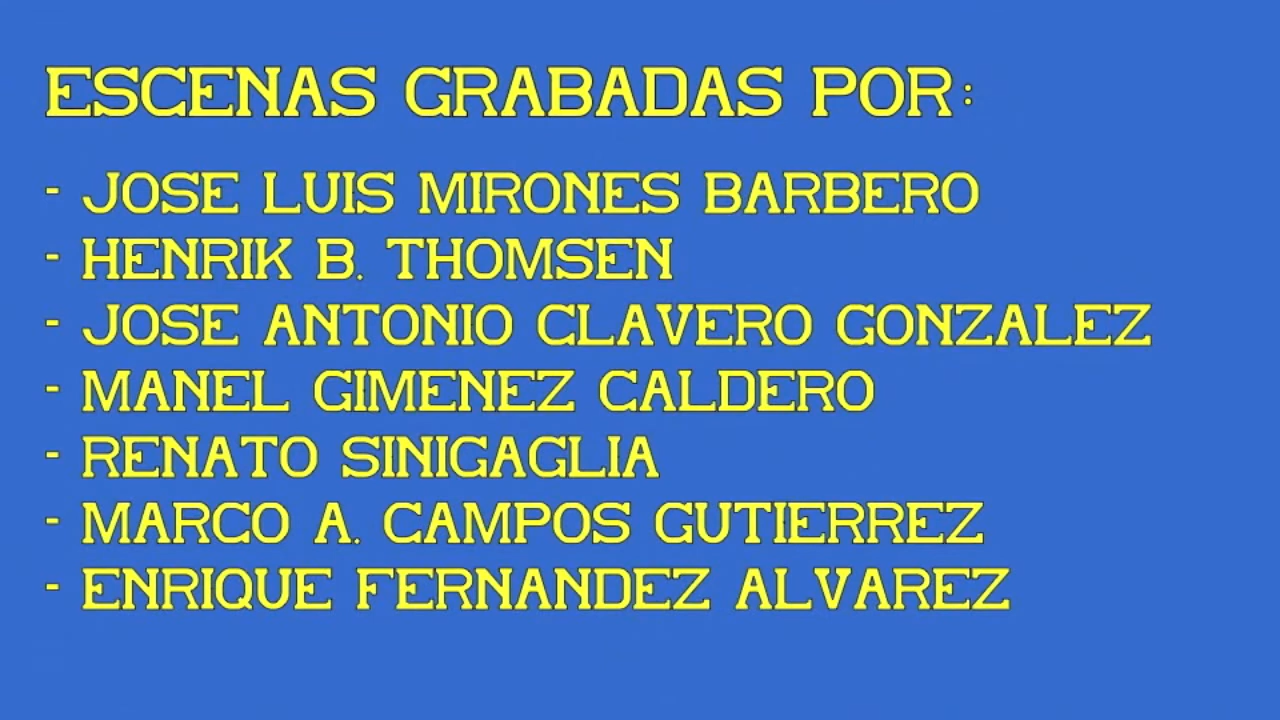 ESCENAS GRABADAS POR:
- JOSE LUIS MIRONES BARBERO
- HENRIK B. THOMSEN
- JOSE ANTONIO CLAVERO GONZALEZ
- MANEL GIMENEZ CALDERO
- RENATO SINIGAGLIA
- MARCO A. CAMPOS GUTIERREZ
- ENRIQUE FERNANDEZ ALVAREZ